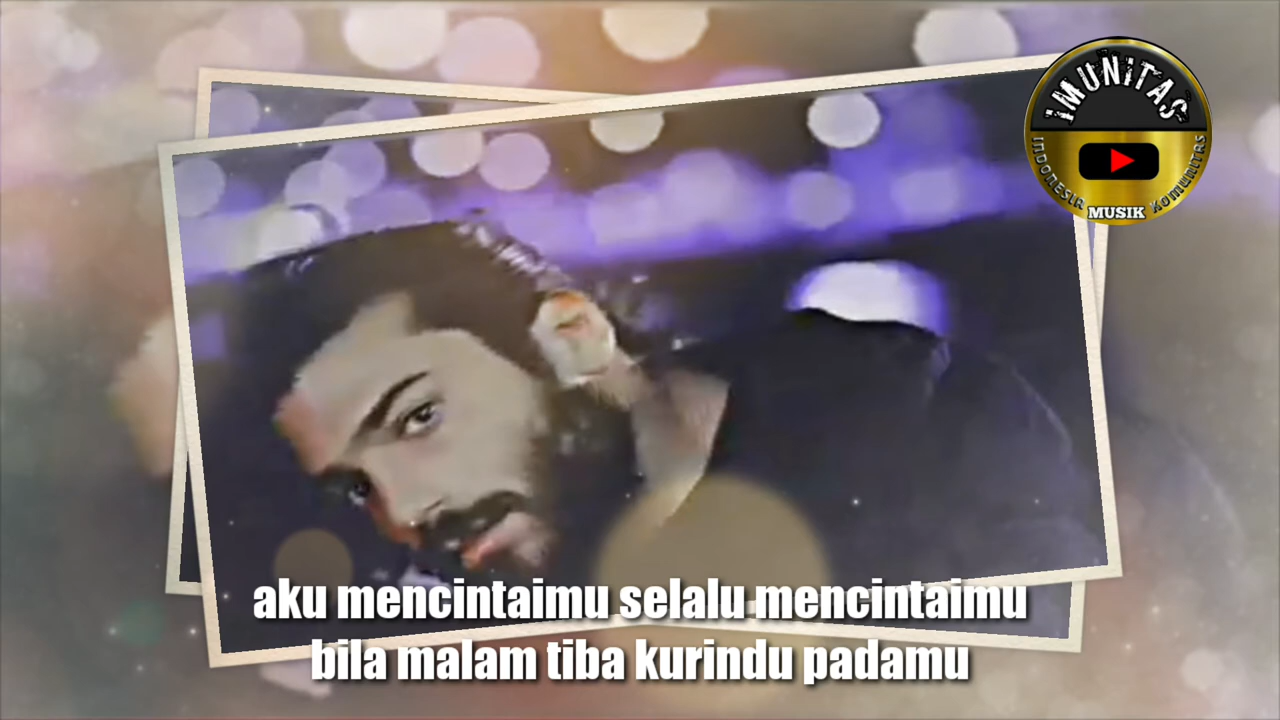 IMUNITAS
INDONESIA MUSIK KOMUNITAS
aku mencintaimu selalu mencintaimu
bila malam tiba kurindu padamu